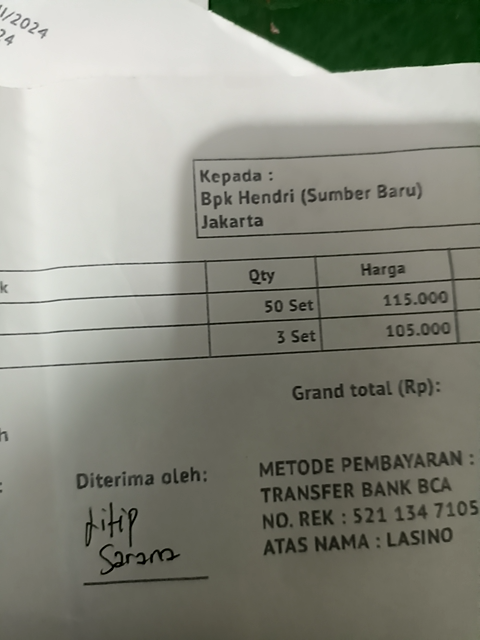 /2024
24
Kepada :
Bpk Hendri (Sumber Baru)
Jakarta
k Qty Harga
50 Set 115.000
3 Set 105.000
Grand total (Rp):
h
:
Diterima oleh:
titip
Sarana
METODE PEMBAYARAN :
TRANSFER BANK BCA
NO. REK : 521 134 7105
ATAS NAMA : LASINO